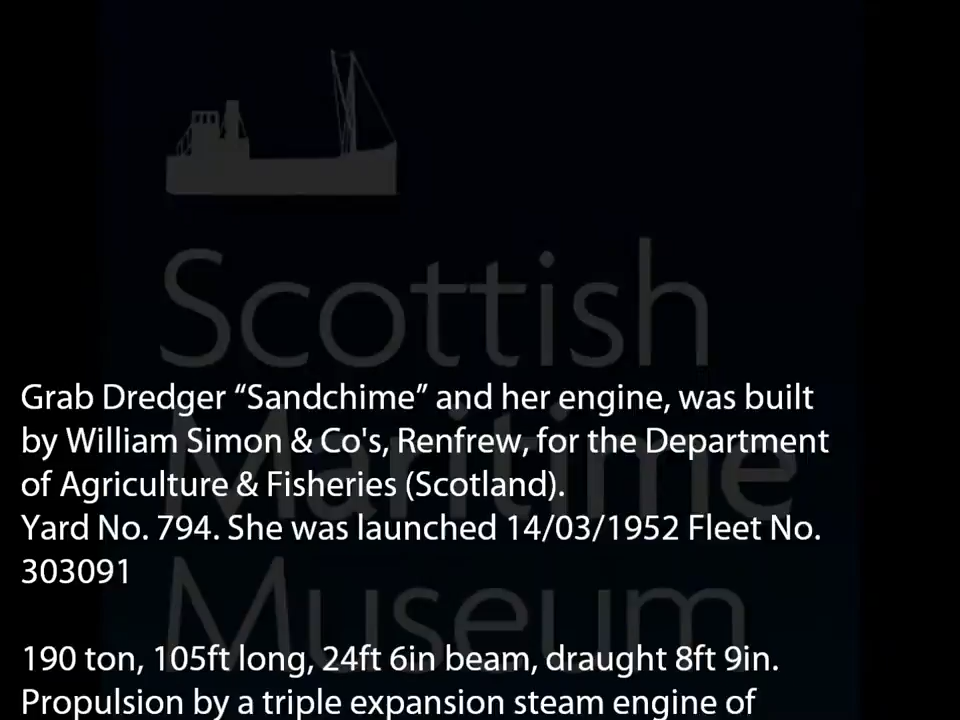 Scottish
Maritime
Museum
Grab Dredger “Sandchime” and her engine, was built
by William Simon & Co's, Renfrew, for the Department
of Agriculture & Fisheries (Scotland).
Yard No. 794. She was launched 14/03/1952 Fleet No.
303091
190 ton, 105ft long, 24ft 6in beam, draught 8ft 9in.
Propulsion by a triple expansion steam engine of